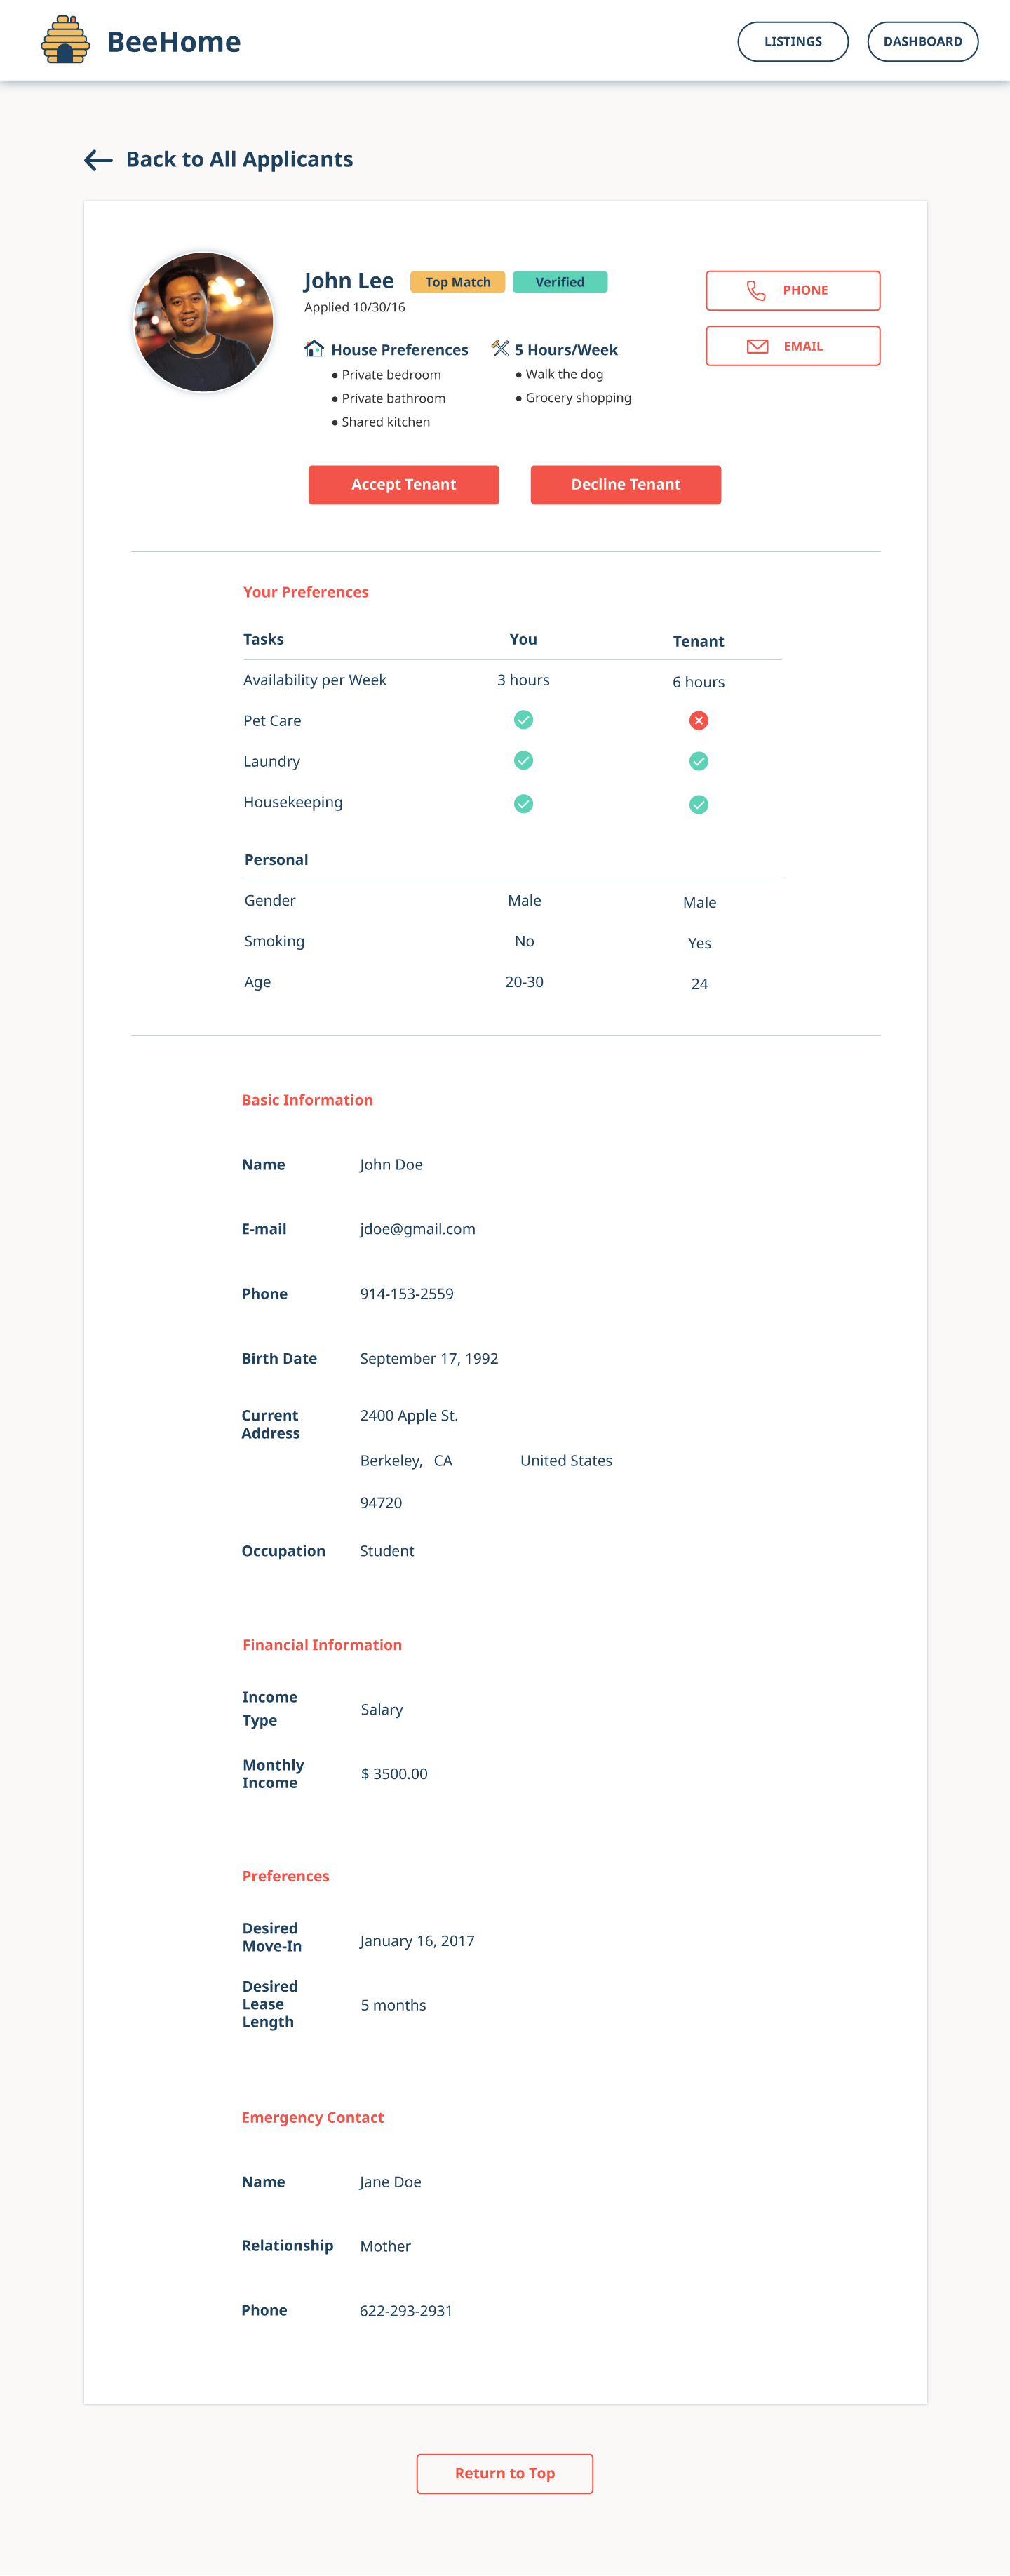 BeeHome
LISTINGS
DASHBOARD
Back to All Applicants
John Lee
Top Match
Verified
Applied 10/30/16
PHONE
EMAIL
House Preferences
● Private bedroom
● Private bathroom
● Shared kitchen
5 Hours/Week
● Walk the dog
● Grocery shopping
Accept Tenant
Decline Tenant
Your Preferences
Tasks You Tenant
Availability per Week 3 hours 6 hours
Pet Care
Laundry
Housekeeping
Personal
Gender Male Male
Smoking No Yes
Age 20-30 24
Basic Information
Name John Doe
E-mail jdoe@gmail.com
Phone 914-153-2559
Birth Date September 17, 1992
Current
Address
2400 Apple St.
Berkeley, CA United States
94720
Occupation Student
Financial Information
Income
Type
Salary
Monthly
Income
$ 3500.00
Preferences
Desired
Move-In
January 16, 2017
Desired
Lease
Length
5 months
Emergency Contact
Name Jane Doe
Relationship Mother
Phone 622-293-2931
Return to Top